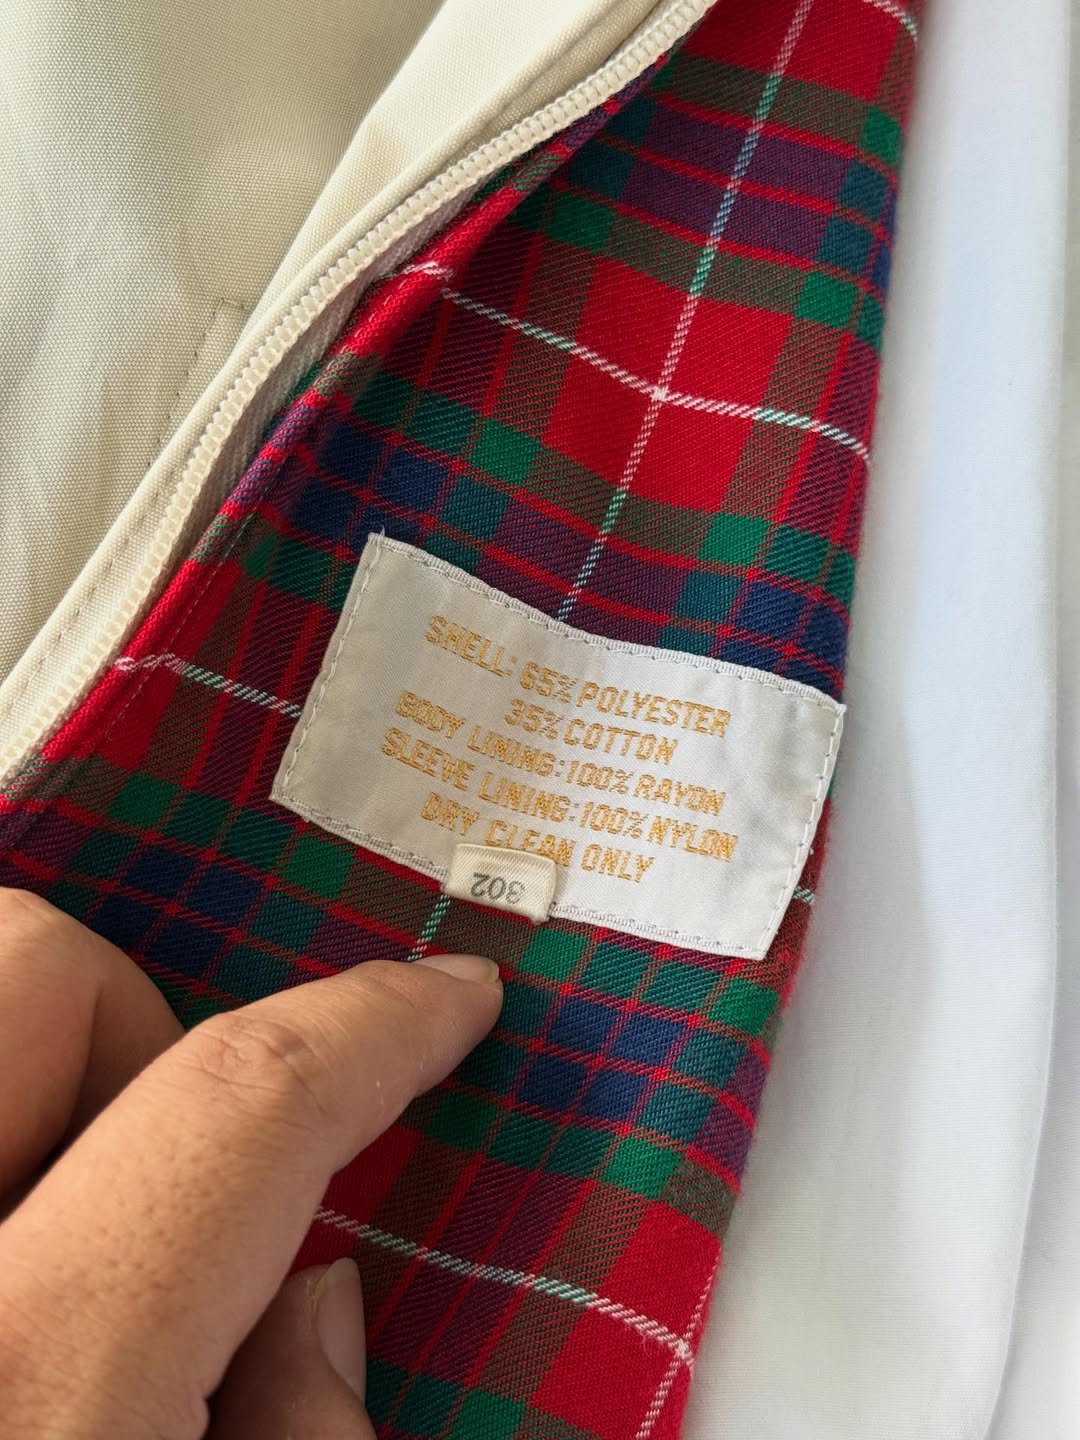 SHELL: 65% POLYESTER
35% COTTON
BODY LINING: 100% RAYON
SLEEVE LINING: 100% NYLON
DRY CLEAN ONLY
302